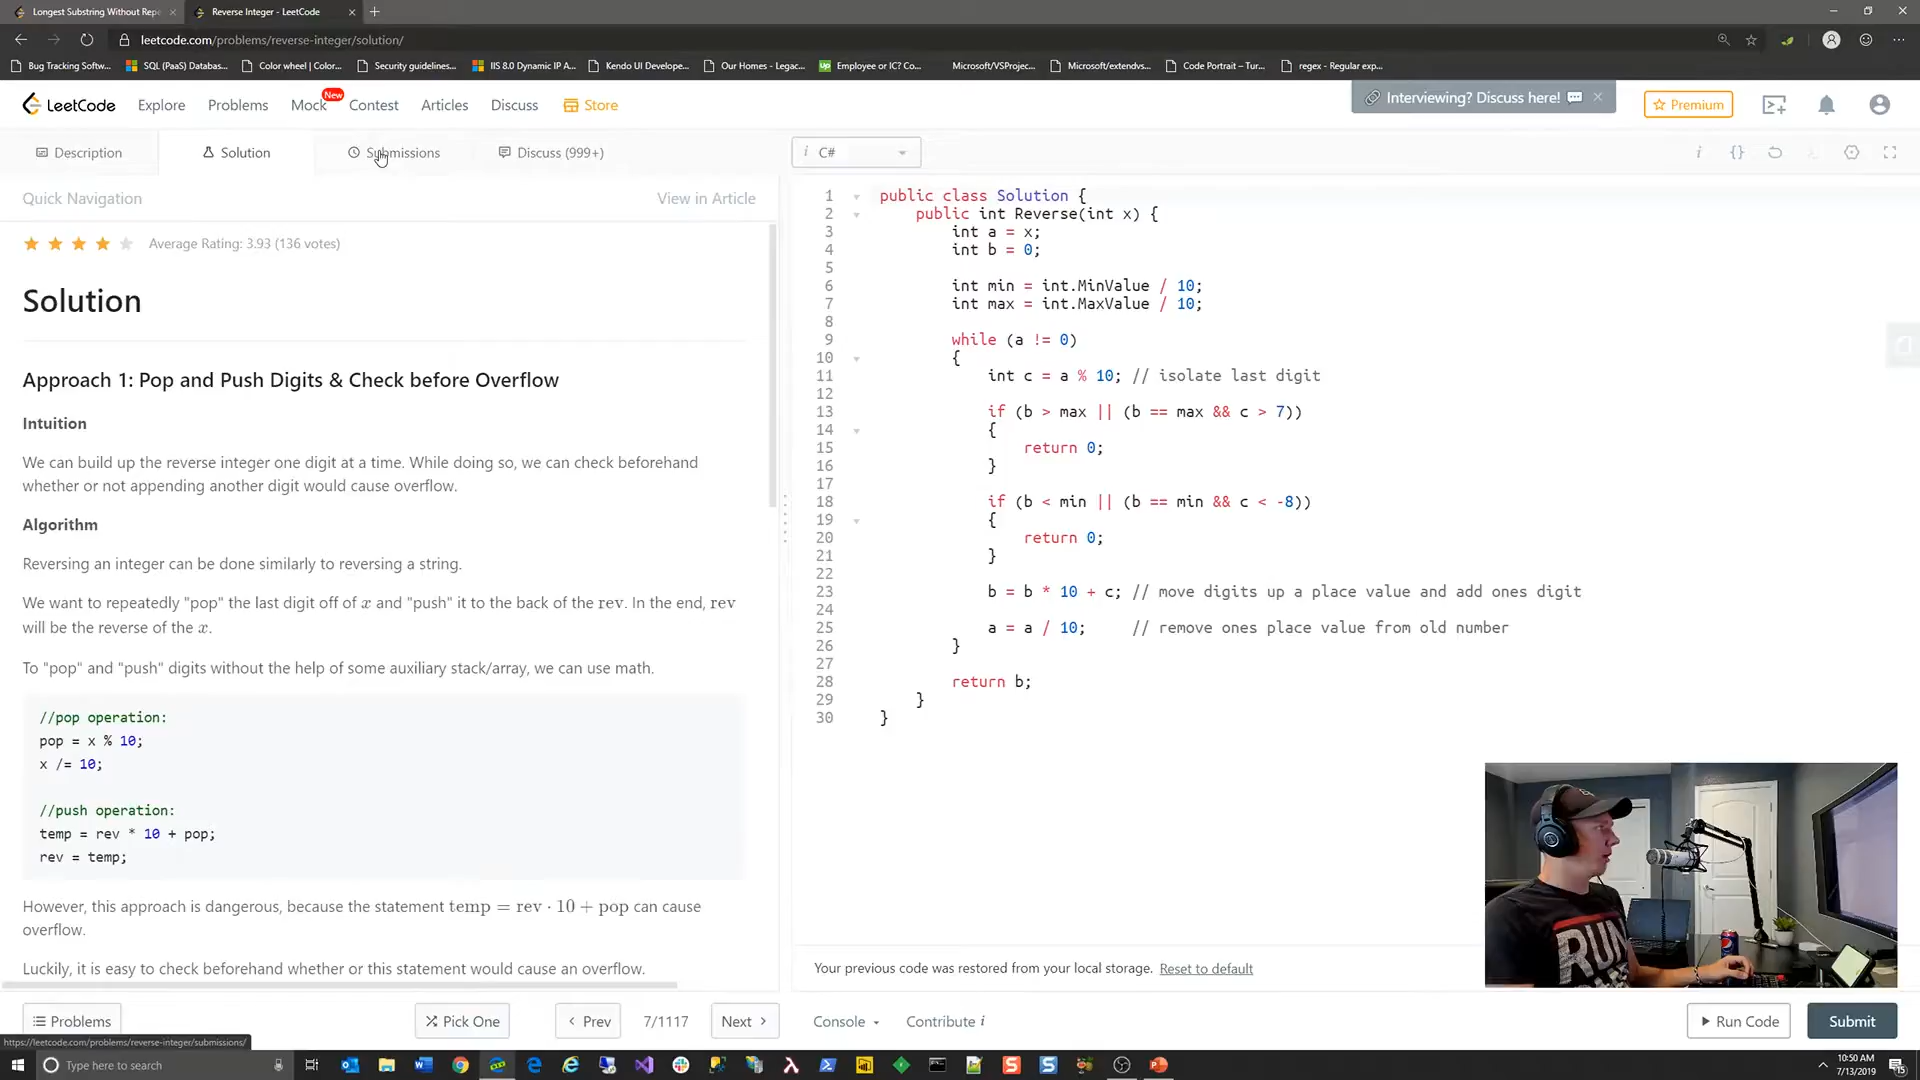 Longest Substring Without Repe
Reverse Integer - LeetCode
leetcode.com/problems/reverse-integer/solution/
Bug Tracking Softw...
SQL (PaaS) Databas...
Color wheel | Color...
Security guidelines...
IIS 8.0 Dynamic IP A...
Kendo UI Develope...
Our Homes - Legac...
Employee or IC? Co...
Microsoft/VSProjec...
Microsoft/extendvs...
Code Portrait – Tur...
regex - Regular exp...
LeetCode
Explore
Problems
Mock
New
Contest
Articles
Discuss
Store
Interviewing? Discuss here!
Premium
Description
Solution
Submissions
Discuss (999+)
C#
Quick Navigation
View in Article
Average Rating: 3.93 (136 votes)
Solution
Approach 1: Pop and Push Digits & Check before Overflow
Intuition
We can build up the reverse integer one digit at a time. While doing so, we can check beforehand
whether or not appending another digit would cause overflow.
Algorithm
Reversing an integer can be done similarly to reversing a string.
We want to repeatedly "pop" the last digit off of x and "push" it to the back of the rev. In the end, rev
will be the reverse of the x.
To "pop" and "push" digits without the help of some auxiliary stack/array, we can use math.
//pop operation:
pop = x % 10;
x /= 10;
//push operation:
temp = rev * 10 + pop;
rev = temp;
However, this approach is dangerous, because the statement temp = rev · 10 + pop can cause
overflow.
Luckily, it is easy to check beforehand whether or this statement would cause an overflow.
1 public class Solution {
2 public int Reverse(int x) {
3 int a = x;
4 int b = 0;
5
6 int min = int.MinValue / 10;
7 int max = int.MaxValue / 10;
8
9 while (a != 0)
10 {
11 int c = a % 10; // isolate last digit
12
13 if (b > max || (b == max && c > 7))
14 {
15 return 0;
16 }
17
18 if (b < min || (b == min && c < -8))
19 {
20 return 0;
21 }
22
23 b = b * 10 + c; // move digits up a place value and add ones digit
24
25 a = a / 10; // remove ones place value from old number
26 }
27
28 return b;
29 }
30 }
Your previous code was restored from your local storage. Reset to default
Problems
Pick One
Prev
7/1117
Next
Console
Contribute i
Run Code
Submit
https://leetcode.com/problems/reverse-integer/submissions/
Type here to search
10:50 AM
7/13/2019
RUN